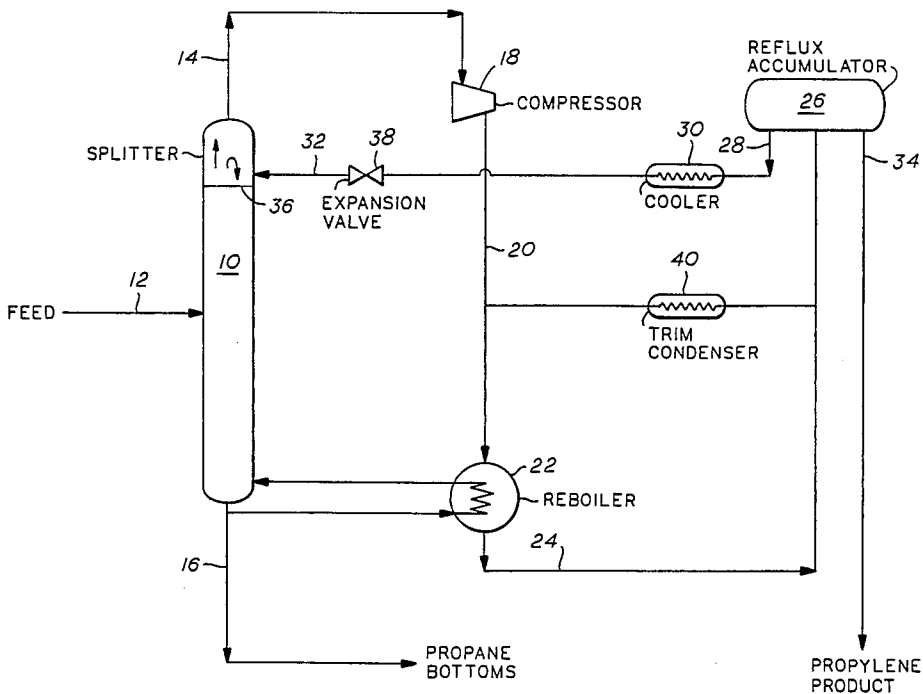 14
18
COMPRESSOR
REFLUX
ACCUMULATOR
26
28
34
SPLITTER
32
38
30
36
EXPANSION
VALVE
COOLER
10
20
12
FEED
40
TRIM
CONDENSER
22
REBOILER
24
16
PROPANE
BOTTOMS
PROPYLENE
PRODUCT